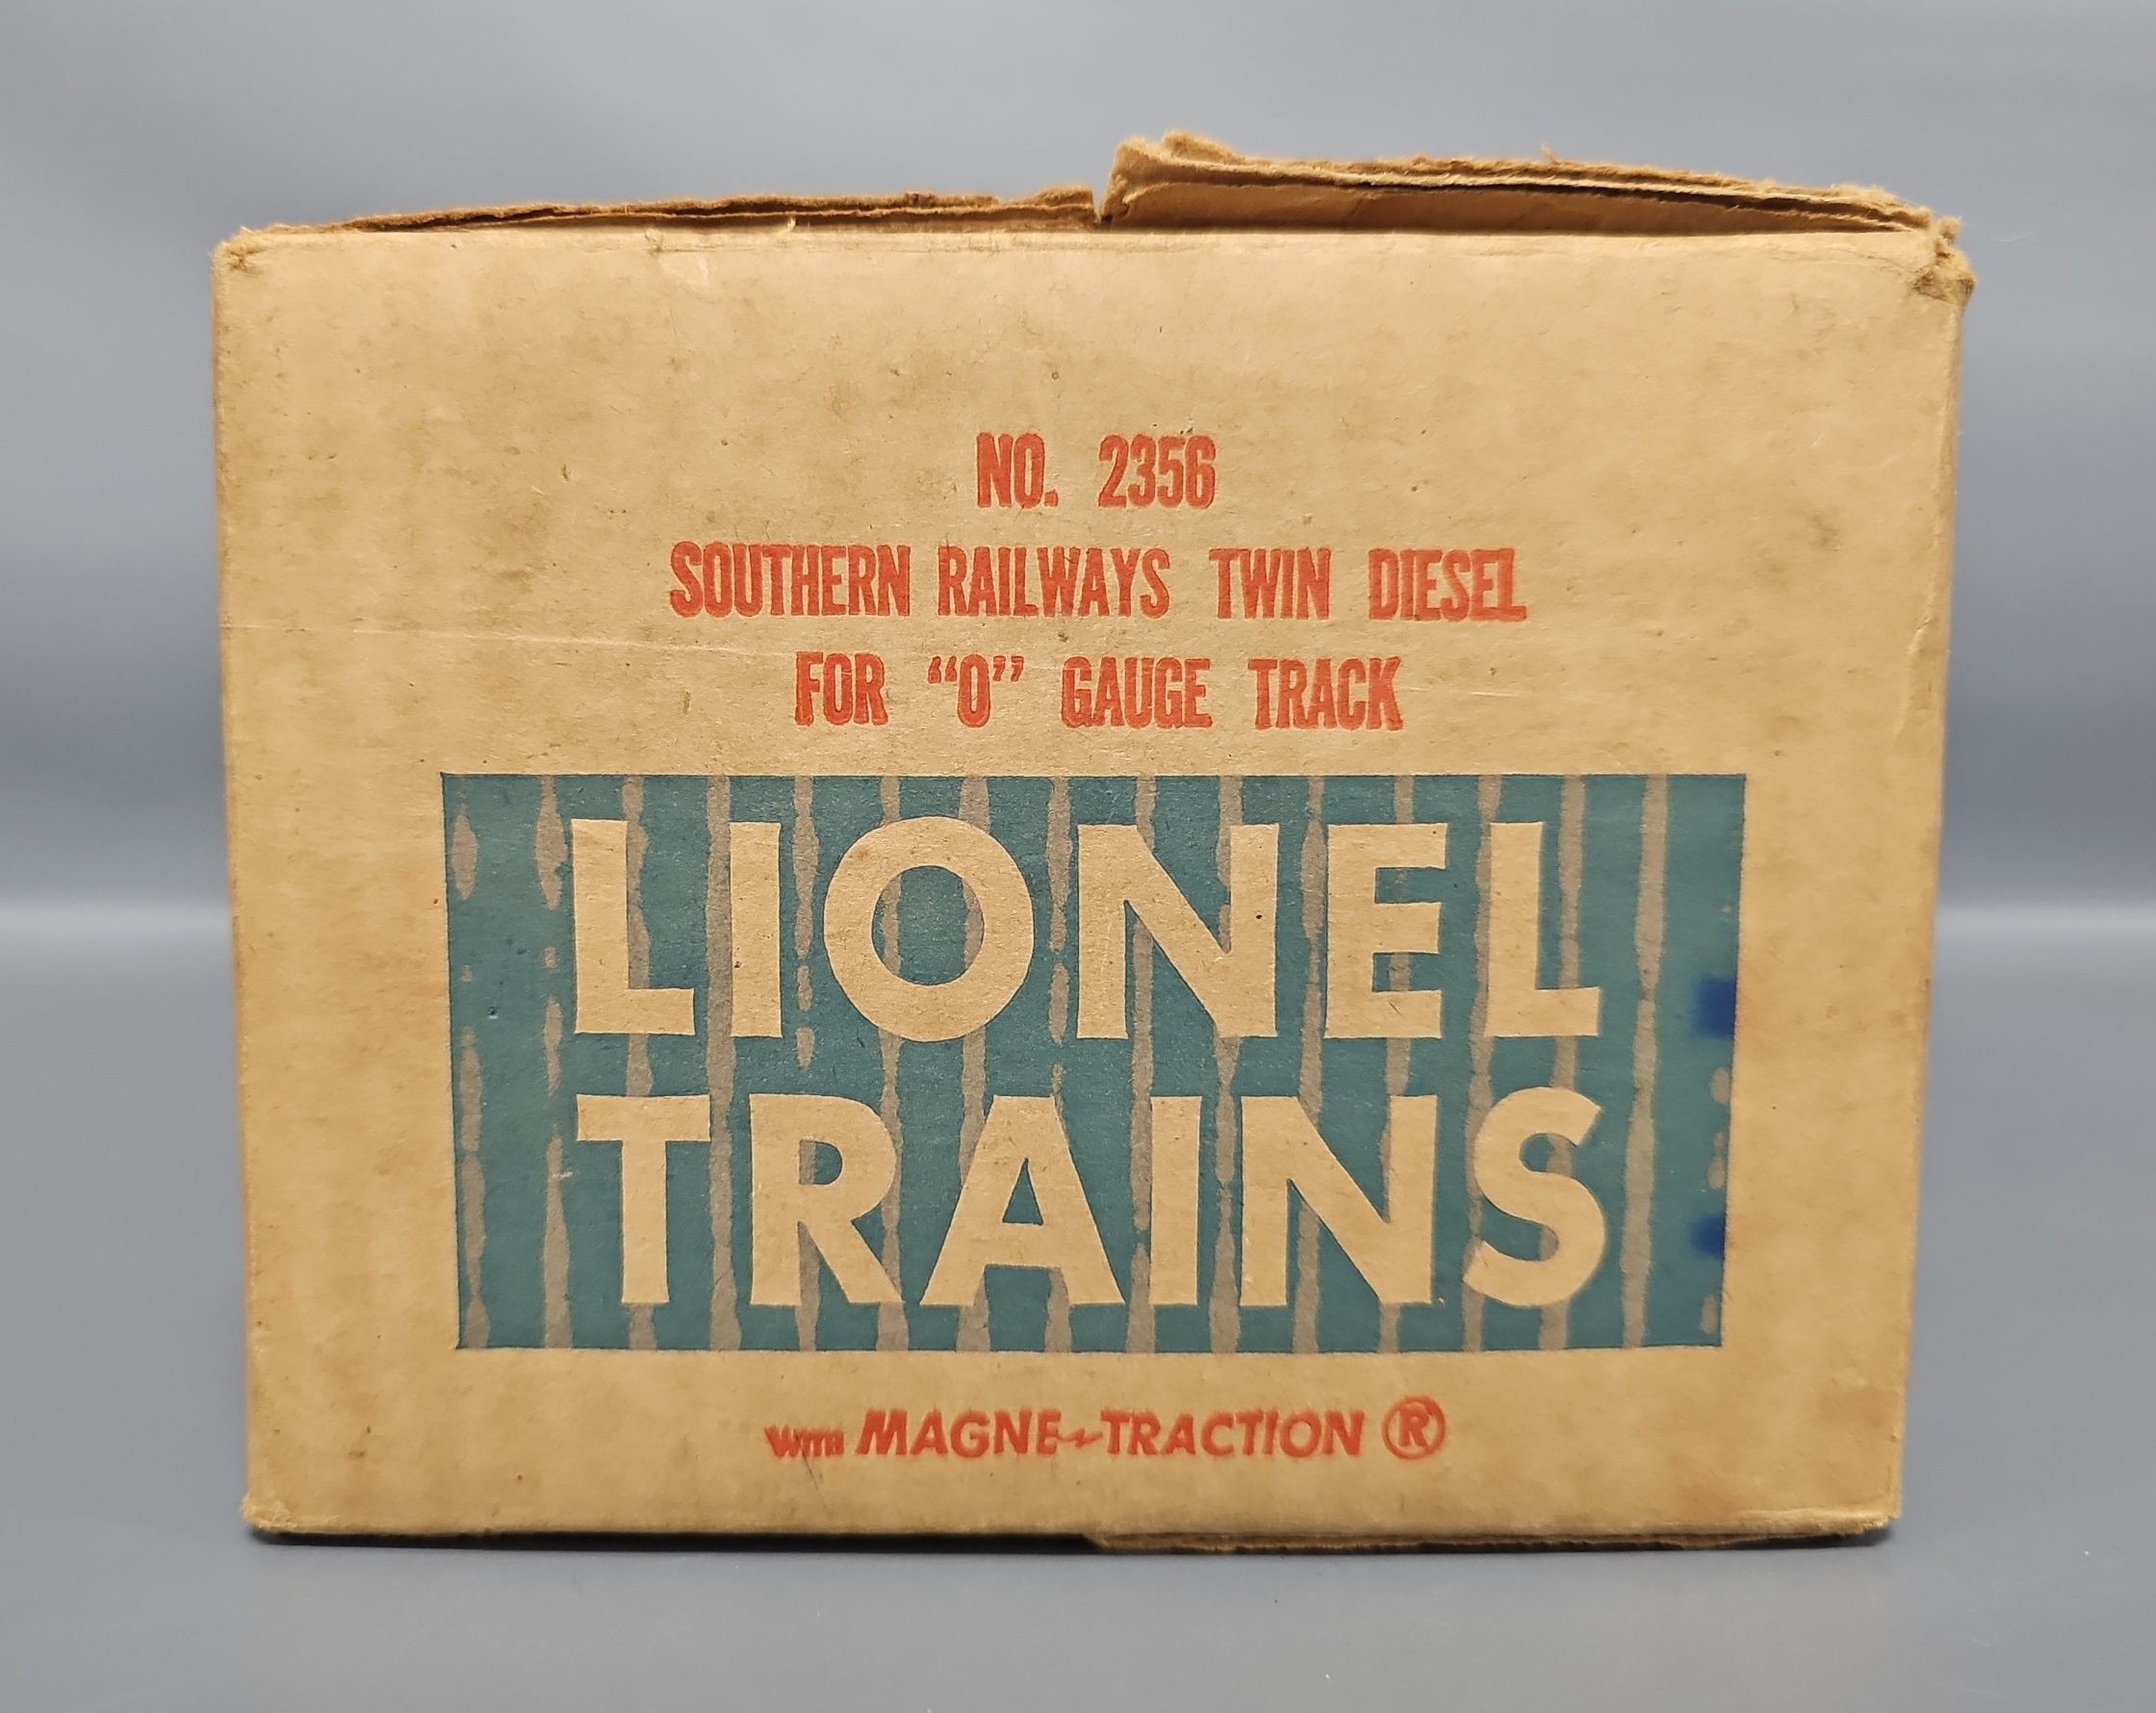 NO. 2356
SOUTHERN RAILWAYS TWIN DIESEL
FOR “O” GAUGE TRACK
LIONEL
TRAINS
WITH MAGNE-TRACTION ®